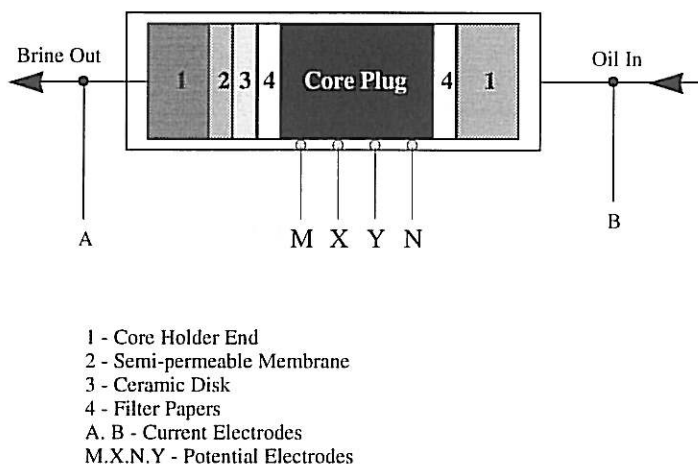 Brine Out
Oil In
1 2 3 4 Core Plug 4 1
A
M X Y N
B
1 - Core Holder End
2 - Semi-permeable Membrane
3 - Ceramic Disk
4 - Filter Papers
A. B - Current Electrodes
M.X.N.Y - Potential Electrodes